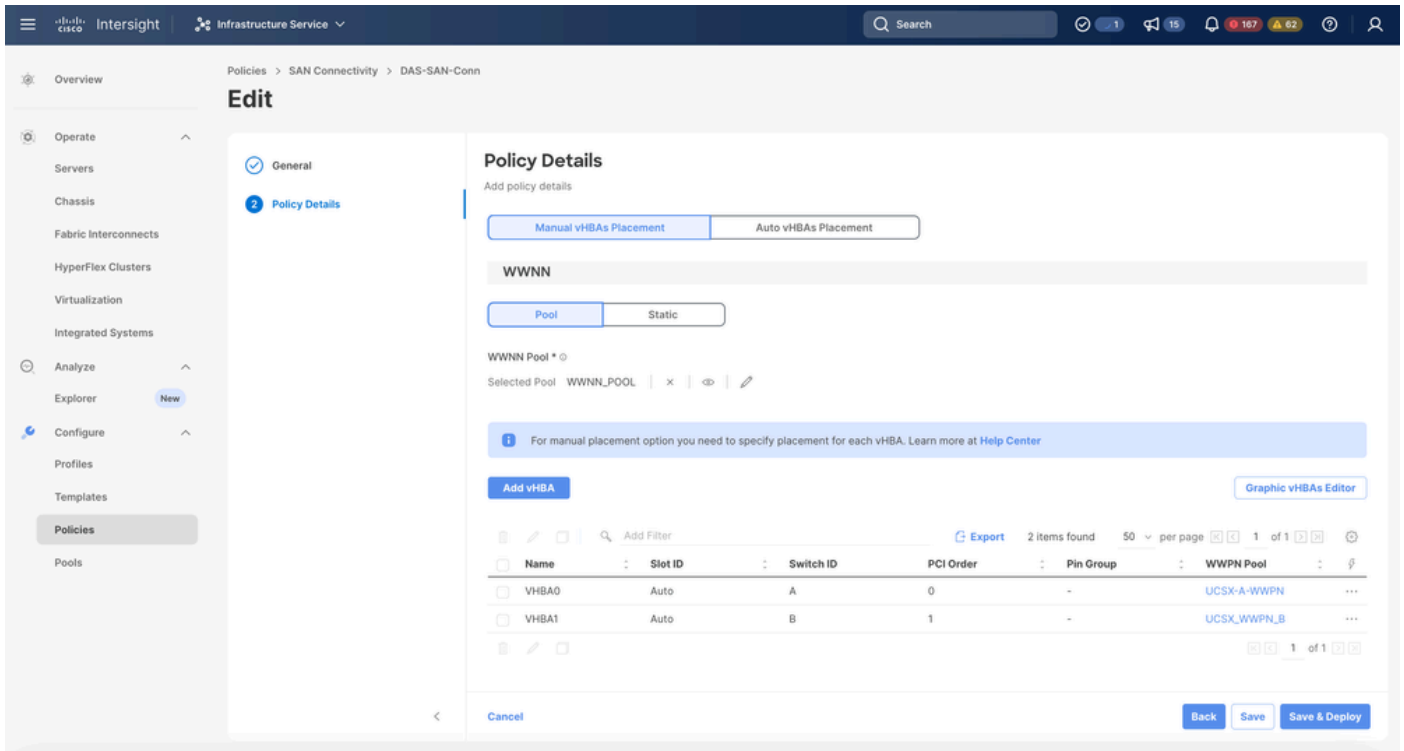 cisco Intersight Infrastructure Service Search 1 15 167 62
Overview
Operate
Servers
Chassis
Fabric Interconnects
HyperFlex Clusters
Virtualization
Integrated Systems
Analyze
Explorer New
Configure
Profiles
Templates
Policies
Pools
Policies > SAN Connectivity > DAS-SAN-Conn
Edit
General
2 Policy Details
Policy Details
Add policy details
Manual vHBAs Placement Auto vHBAs Placement
WWNN
Pool Static
WWNN Pool *
Selected Pool WWNN_POOL
For manual placement option you need to specify placement for each vHBA. Learn more at Help Center
Add vHBA Graphic vHBAs Editor
Add Filter Export 2 items found 50 per page 1 of 1
Name Slot ID Switch ID PCI Order Pin Group WWPN Pool
VHBA0 Auto A 0 - UCSX-A-WWPN ...
VHBA1 Auto B 1 - UCSX_WWPN_B ...
1 of 1
Cancel Back Save Save & Deploy